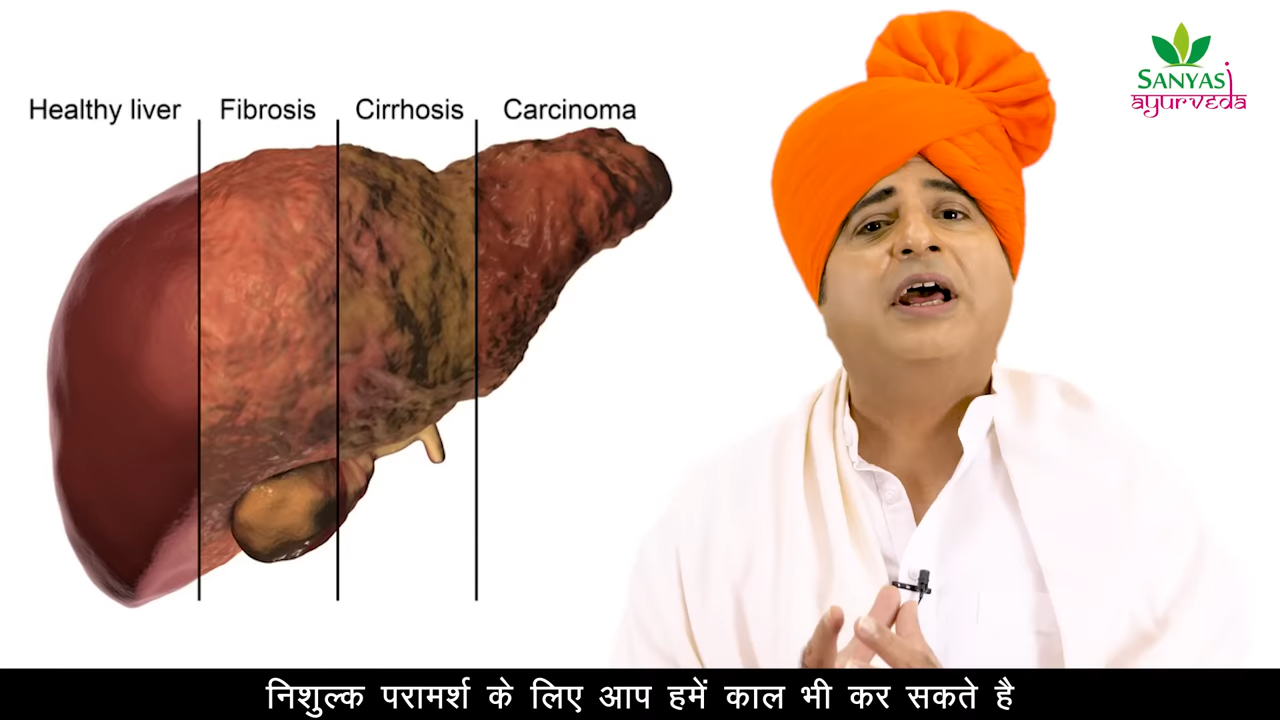 Healthy liver Fibrosis Cirrhosis Carcinoma
SANYASI
ayurveda
निशुल्क परामर्श के लिए आप हमें काल भी कर सकते है